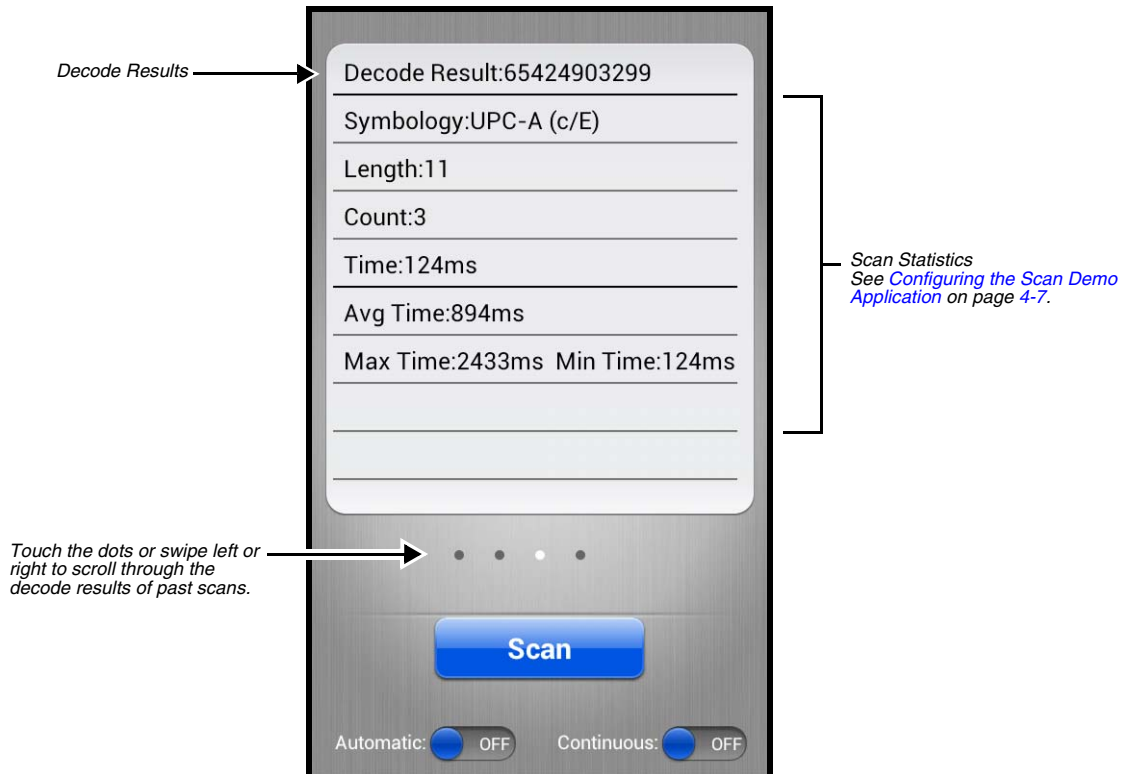 Decode Results
Decode Result:65424903299
Symbology:UPC-A (c/E)
Length:11
Count:3
Time:124ms
Avg Time:894ms
Max Time:2433ms Min Time:124ms
Scan Statistics
See Configuring the Scan Demo
Application on page 4-7.
Touch the dots or swipe left or
right to scroll through the
decode results of past scans.
Scan
Automatic: OFF Continuous: OFF